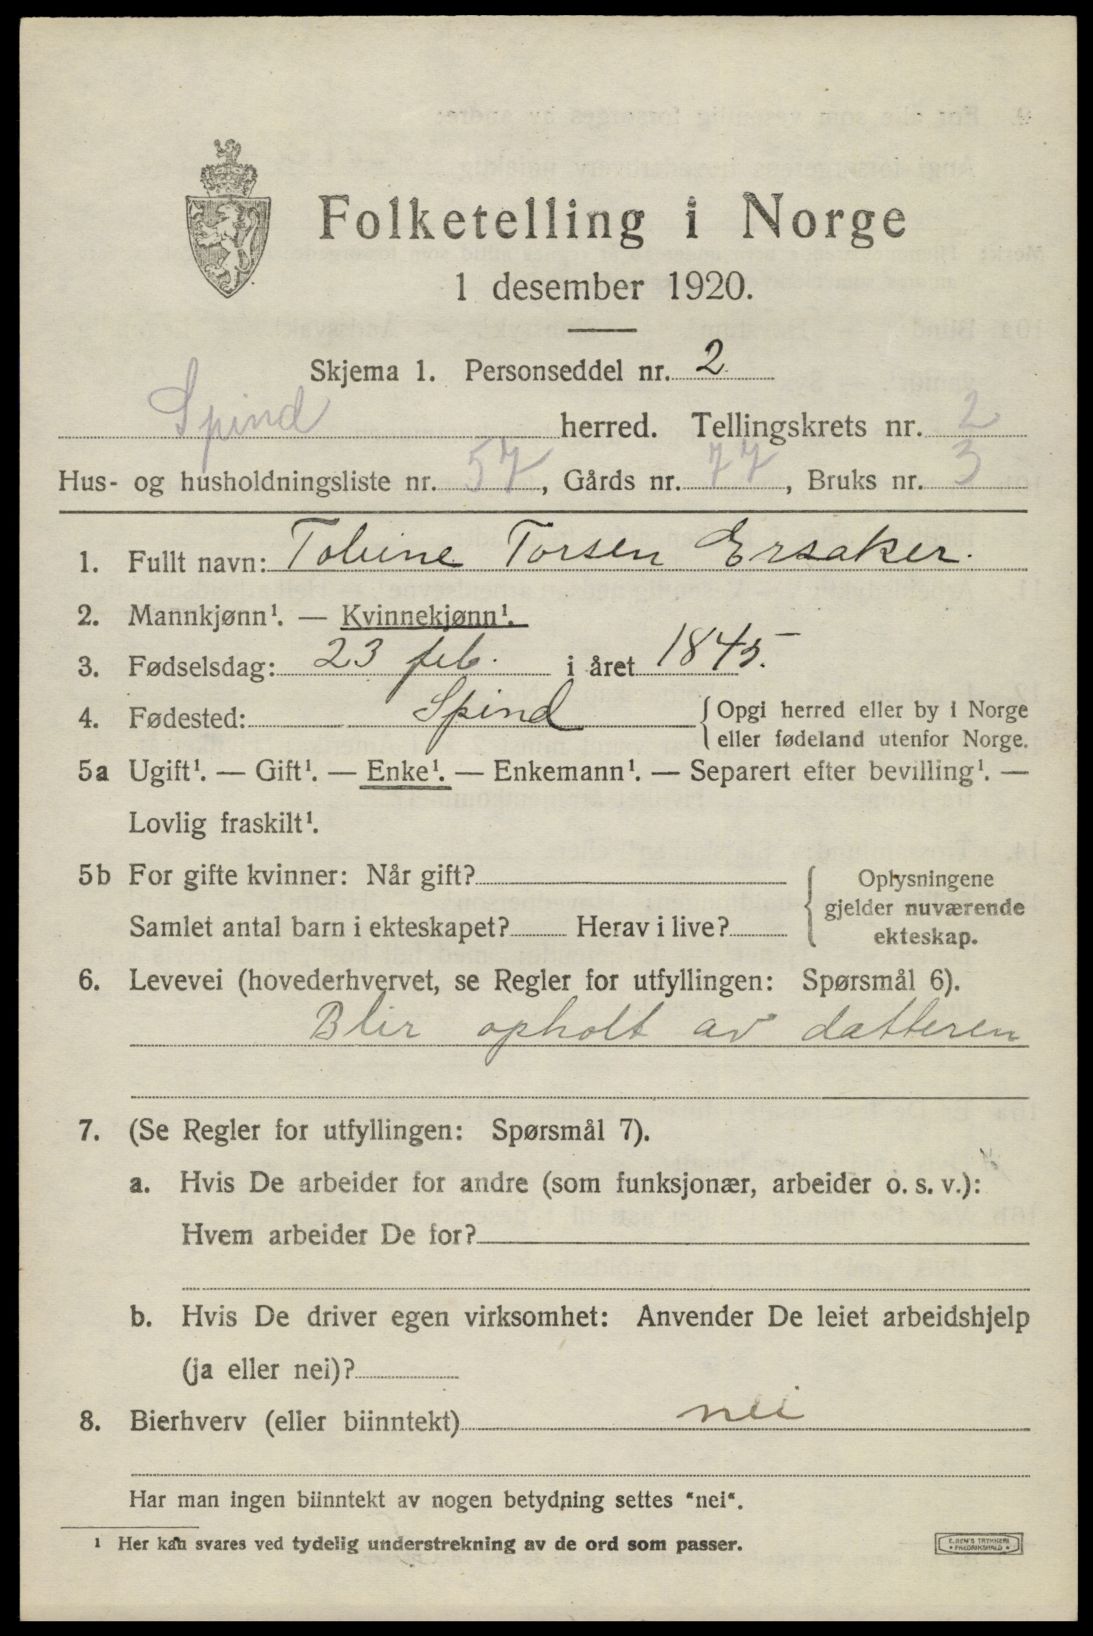 Folketelling i Norge
1 desember 1920.
Skjema 1. Personseddel nr. 2
Spind herred. Tellingskrets nr. 2
Hus- og husholdningsliste nr. 57, Gårds nr. 77, Bruks nr. 3
1. Fullt navn: Tobine Torsen Ersaker.
2. Mannkjønn¹. — Kvinnekjønn¹.
3. Fødselsdag: 23 feb. i året 1845.
4. Fødested: Spind { Opgi herred eller by i Norge
eller fødeland utenfor Norge.
5a Ugift¹. — Gift¹. — Enke¹. — Enkemann¹. — Separert efter bevilling¹. —
Lovlig fraskilt¹.
5b For gifte kvinner: Når gift?
Samlet antal barn i ekteskapet? Herav i live?
{ Oplysningene
gjelder nuværende
ekteskap.
6. Levevei (hovederhvervet, se Regler for utfyllingen: Spørsmål 6).
Blir opholt av datteren
7. (Se Regler for utfyllingen: Spørsmål 7).
a. Hvis De arbeider for andre (som funksjonær, arbeider o. s. v.):
Hvem arbeider De for?
b. Hvis De driver egen virksomhet: Anvender De leiet arbeidshjelp
(ja eller nei)?
8. Bierhverv (eller biinntekt) nei
Har man ingen biinntekt av nogen betydning settes "nei".
¹ Her kan svares ved tydelig understrekning av de ord som passer.
E. SEM'S TRYKKERI
* FREDRIKSHALD *